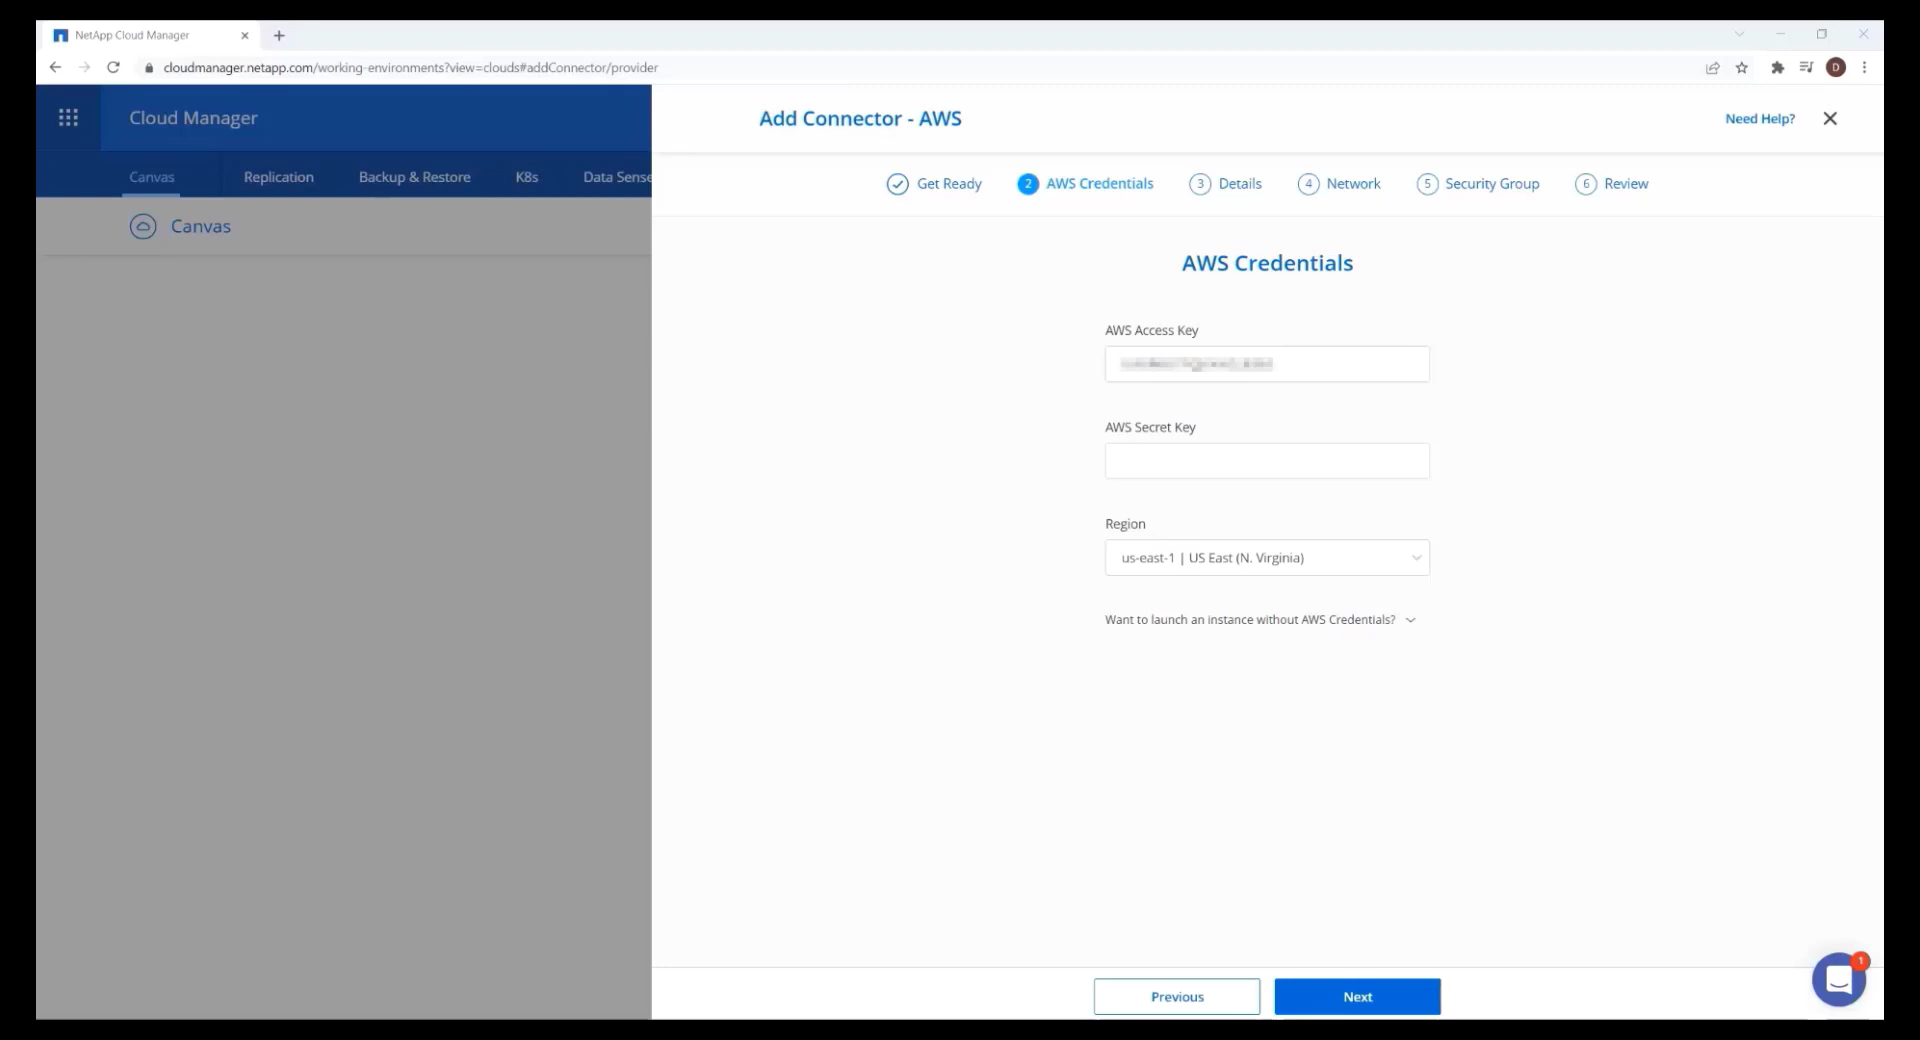 NetApp Cloud Manager
cloudmanager.netapp.com/working-environments?view=clouds#addConnector/provider
D
Cloud Manager
Add Connector - AWS
Need Help?
Canvas
Replication
Backup & Restore
K8s
Data Sense
Get Ready
2 AWS Credentials
3 Details
4 Network
5 Security Group
6 Review
Canvas
AWS Credentials
AWS Access Key
AWS Secret Key
Region
us-east-1 | US East (N. Virginia)
Want to launch an instance without AWS Credentials?
Previous
Next
1